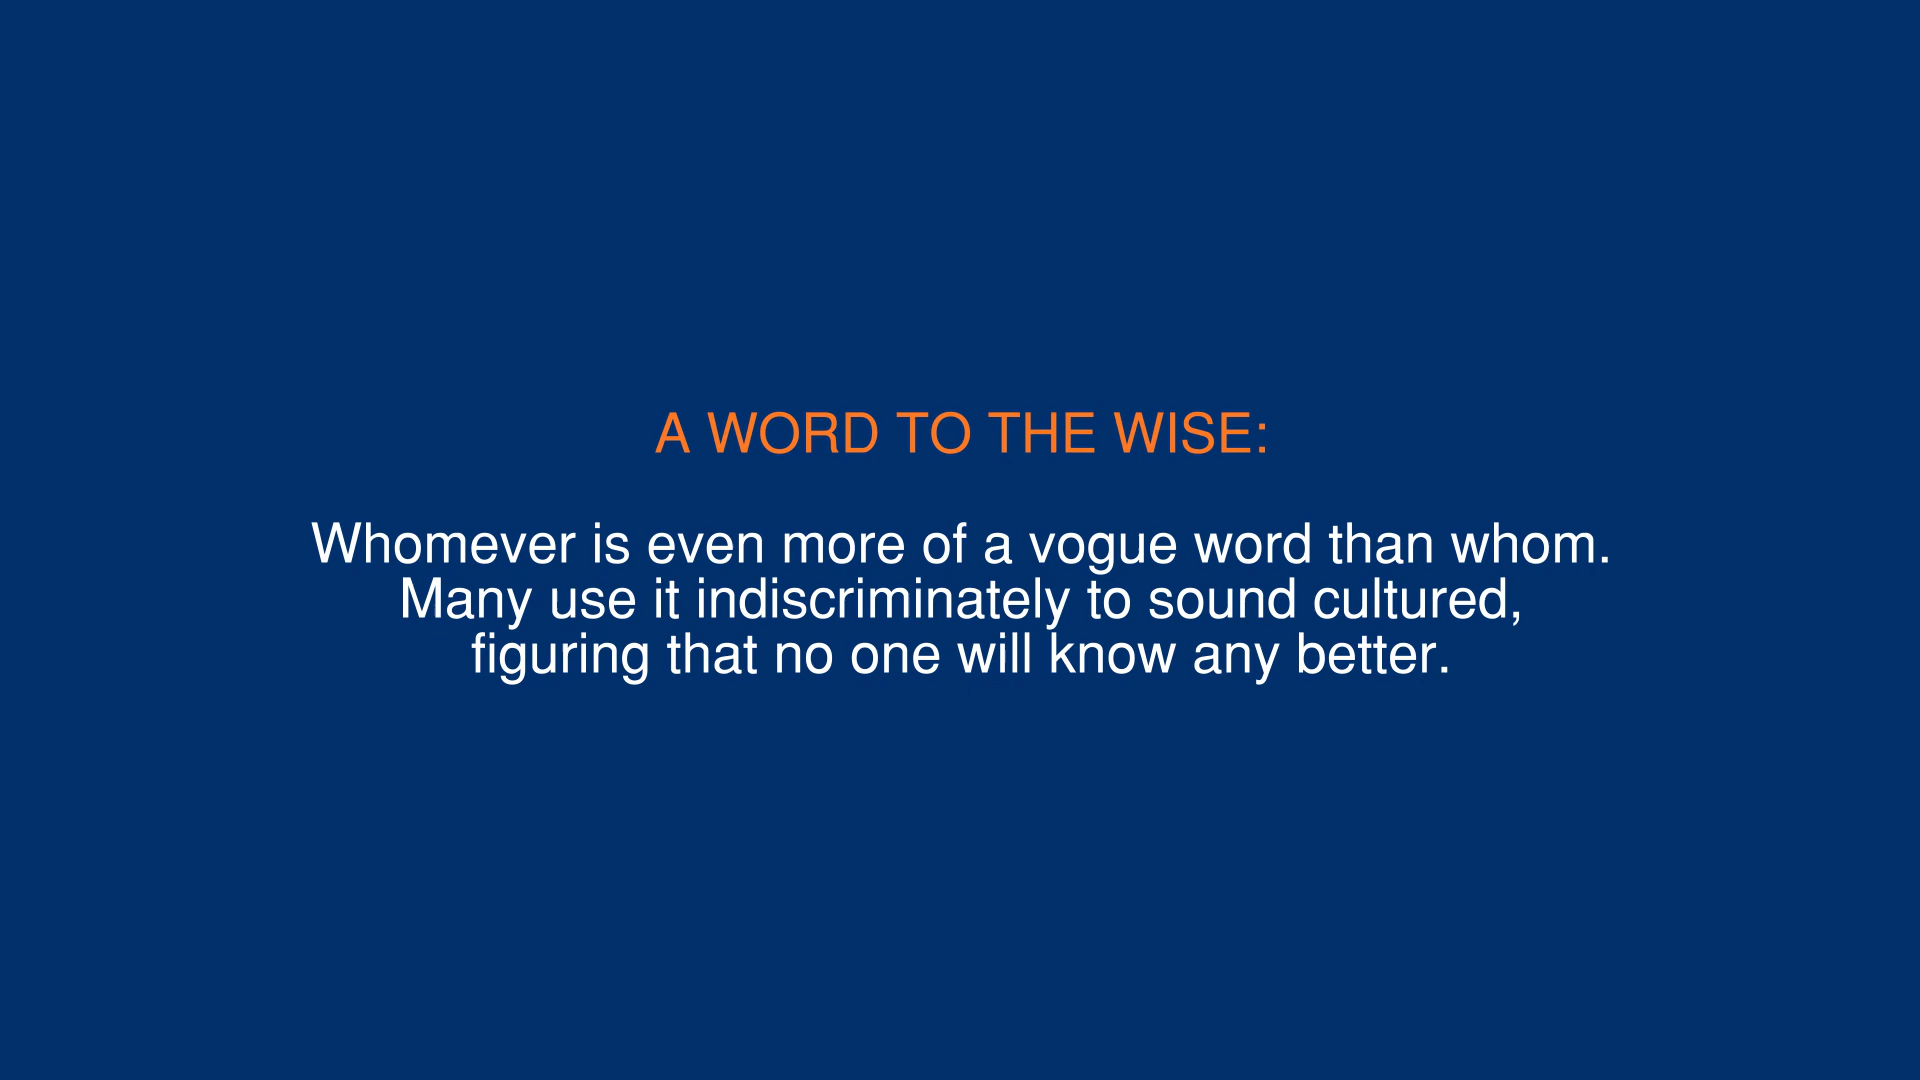 A WORD TO THE WISE:
Whomever is even more of a vogue word than whom.
Many use it indiscriminately to sound cultured,
figuring that no one will know any better.